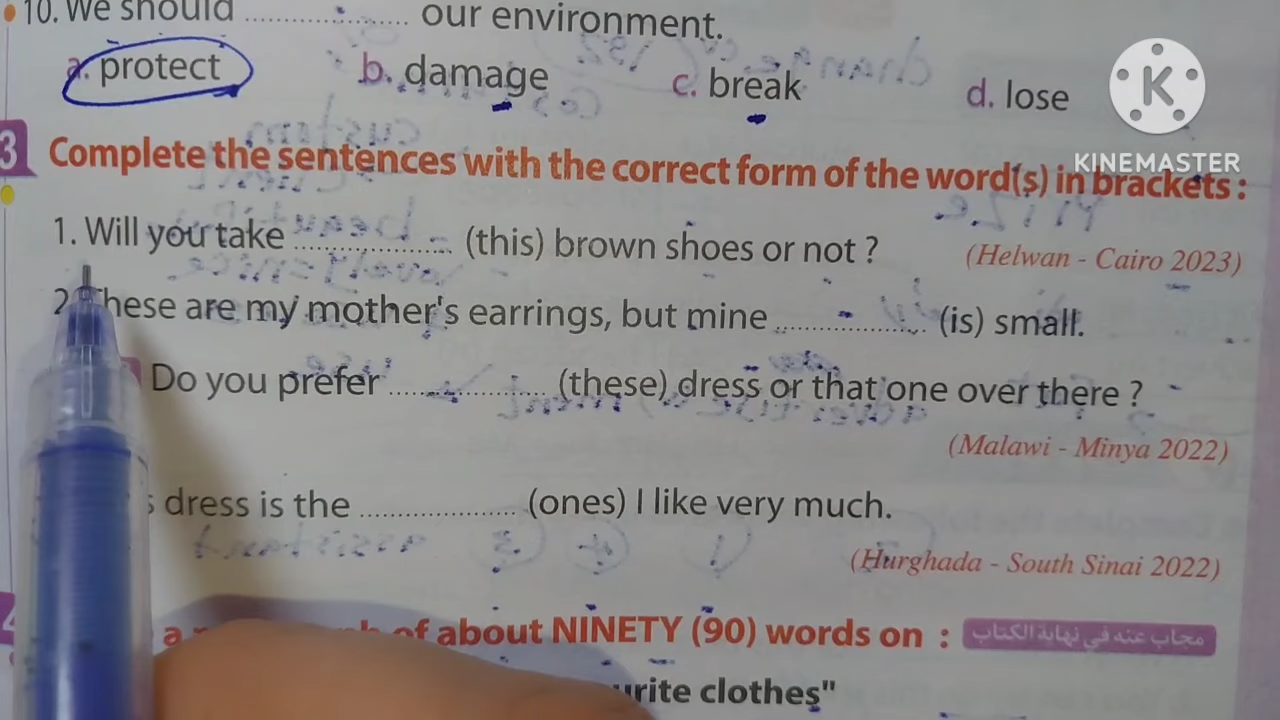 10. We should .................. our environment.
a. protect b. damage c. break d. lose
KINEMASTER
3 Complete the sentences with the correct form of the word(s) in brackets :
1. Will you take .................. (this) brown shoes or not ? (Helwan - Cairo 2023)
2. These are my mother's earrings, but mine .................. (is) small.
Do you prefer .................. (these) dress or that one over there ?
(Malawi - Minya 2022)
dress is the .................. (ones) I like very much.
(Hurghada - South Sinai 2022)
4 a of about NINETY (90) words on : مجاب عنه في نهاية الكتاب
clothes"